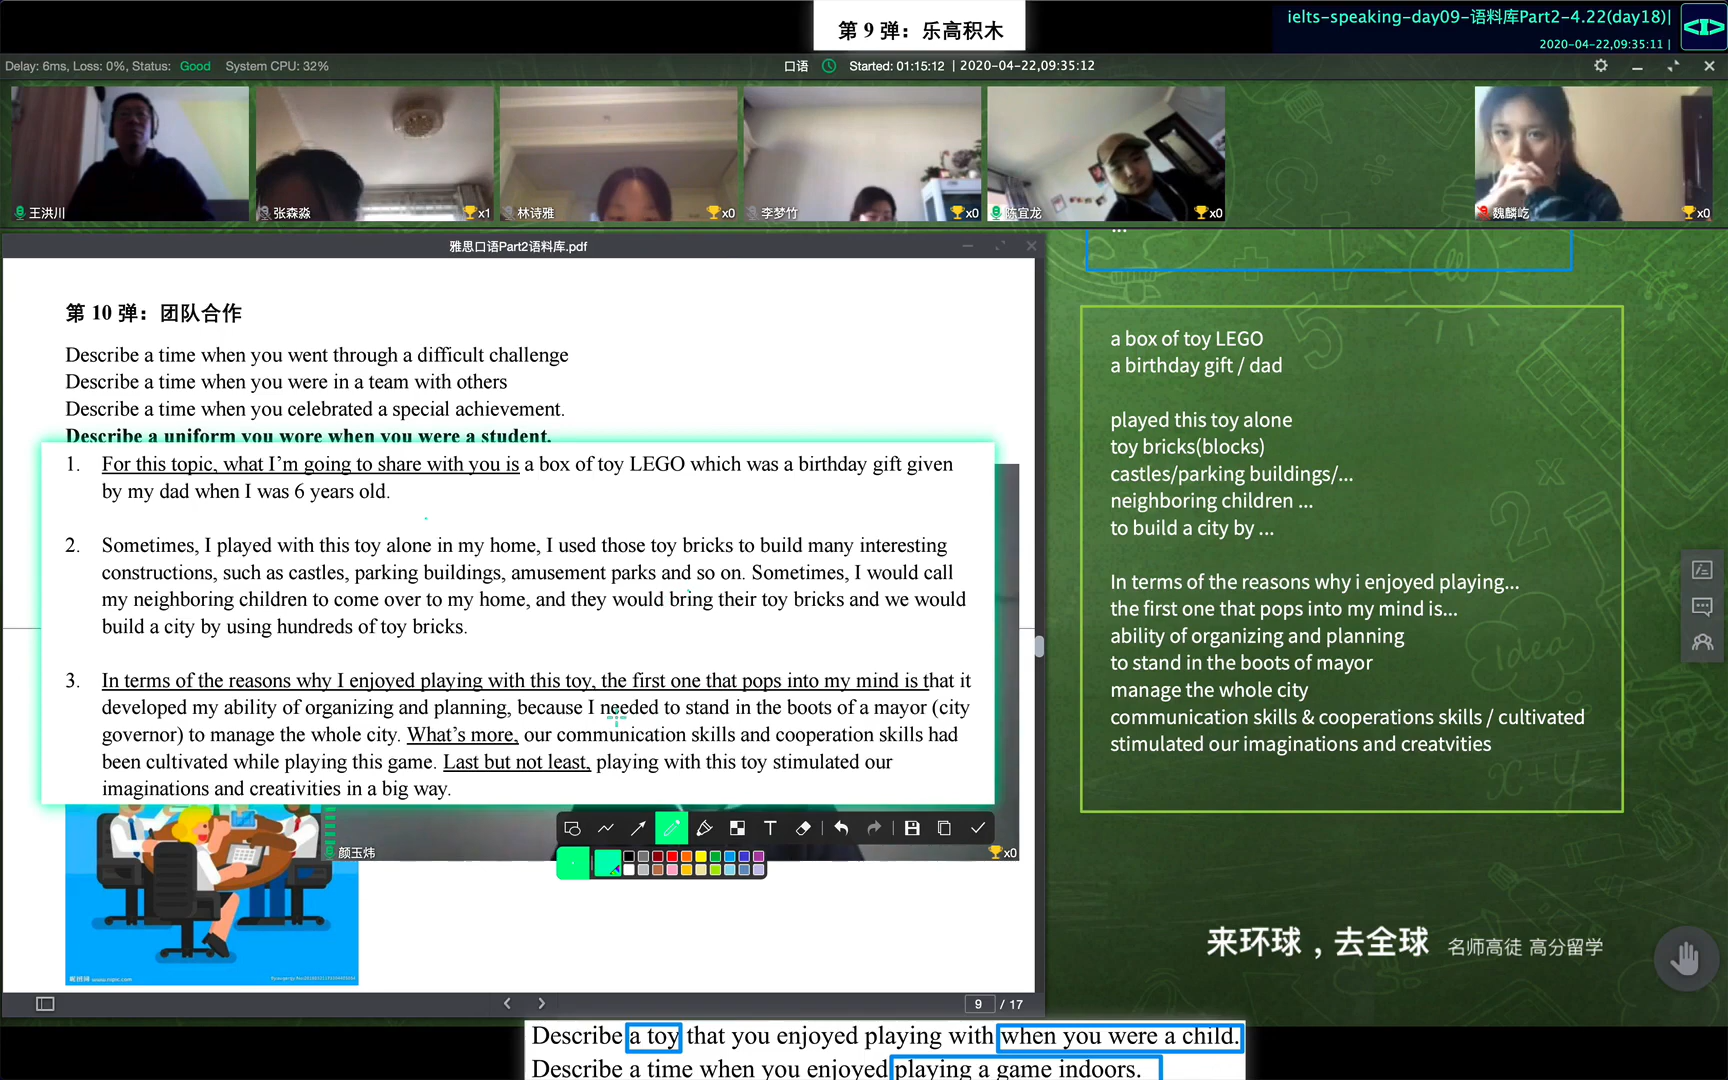 第 9 弹：乐高积木
ielts-speaking-day09-语料库Part2-4.22(day18)|
2020-04-22,09:35:11 |
Delay: 6ms, Loss: 0%, Status: Good System CPU: 32%
口语 Started: 01:15:12 | 2020-04-22,09:35:12
王洪川
张森淼
x1
林诗雅
x0
李梦竹
x0
陈宜龙
x0
魏麟屹
x0
雅思口语Part2语料库.pdf
第 10 弹：团队合作
Describe a time when you went through a difficult challenge
Describe a time when you were in a team with others
Describe a time when you celebrated a special achievement.
Describe a uniform you wore when you were a student.
1. For this topic, what I'm going to share with you is a box of toy LEGO which was a birthday gift given
by my dad when I was 6 years old.
2. Sometimes, I played with this toy alone in my home, I used those toy bricks to build many interesting
constructions, such as castles, parking buildings, amusement parks and so on. Sometimes, I would call
my neighboring children to come over to my home, and they would bring their toy bricks and we would
build a city by using hundreds of toy bricks.
3. In terms of the reasons why I enjoyed playing with this toy, the first one that pops into my mind is that it
developed my ability of organizing and planning, because I needed to stand in the boots of a mayor (city
governor) to manage the whole city. What's more, our communication skills and cooperation skills had
been cultivated while playing this game. Last but not least, playing with this toy stimulated our
imaginations and creativities in a big way.
颜玉炜
x0
9 / 17
...
a box of toy LEGO
a birthday gift / dad
played this toy alone
toy bricks(blocks)
castles/parking buildings/...
neighboring children ...
to build a city by ...
In terms of the reasons why i enjoyed playing...
the first one that pops into my mind is...
ability of organizing and planning
to stand in the boots of mayor
manage the whole city
communication skills & cooperations skills / cultivated
stimulated our imaginations and creatvities
Idea
x+y
来环球，去全球 名师高徒 高分留学
Describe a toy that you enjoyed playing with when you were a child.
Describe a time when you enjoyed playing a game indoors.